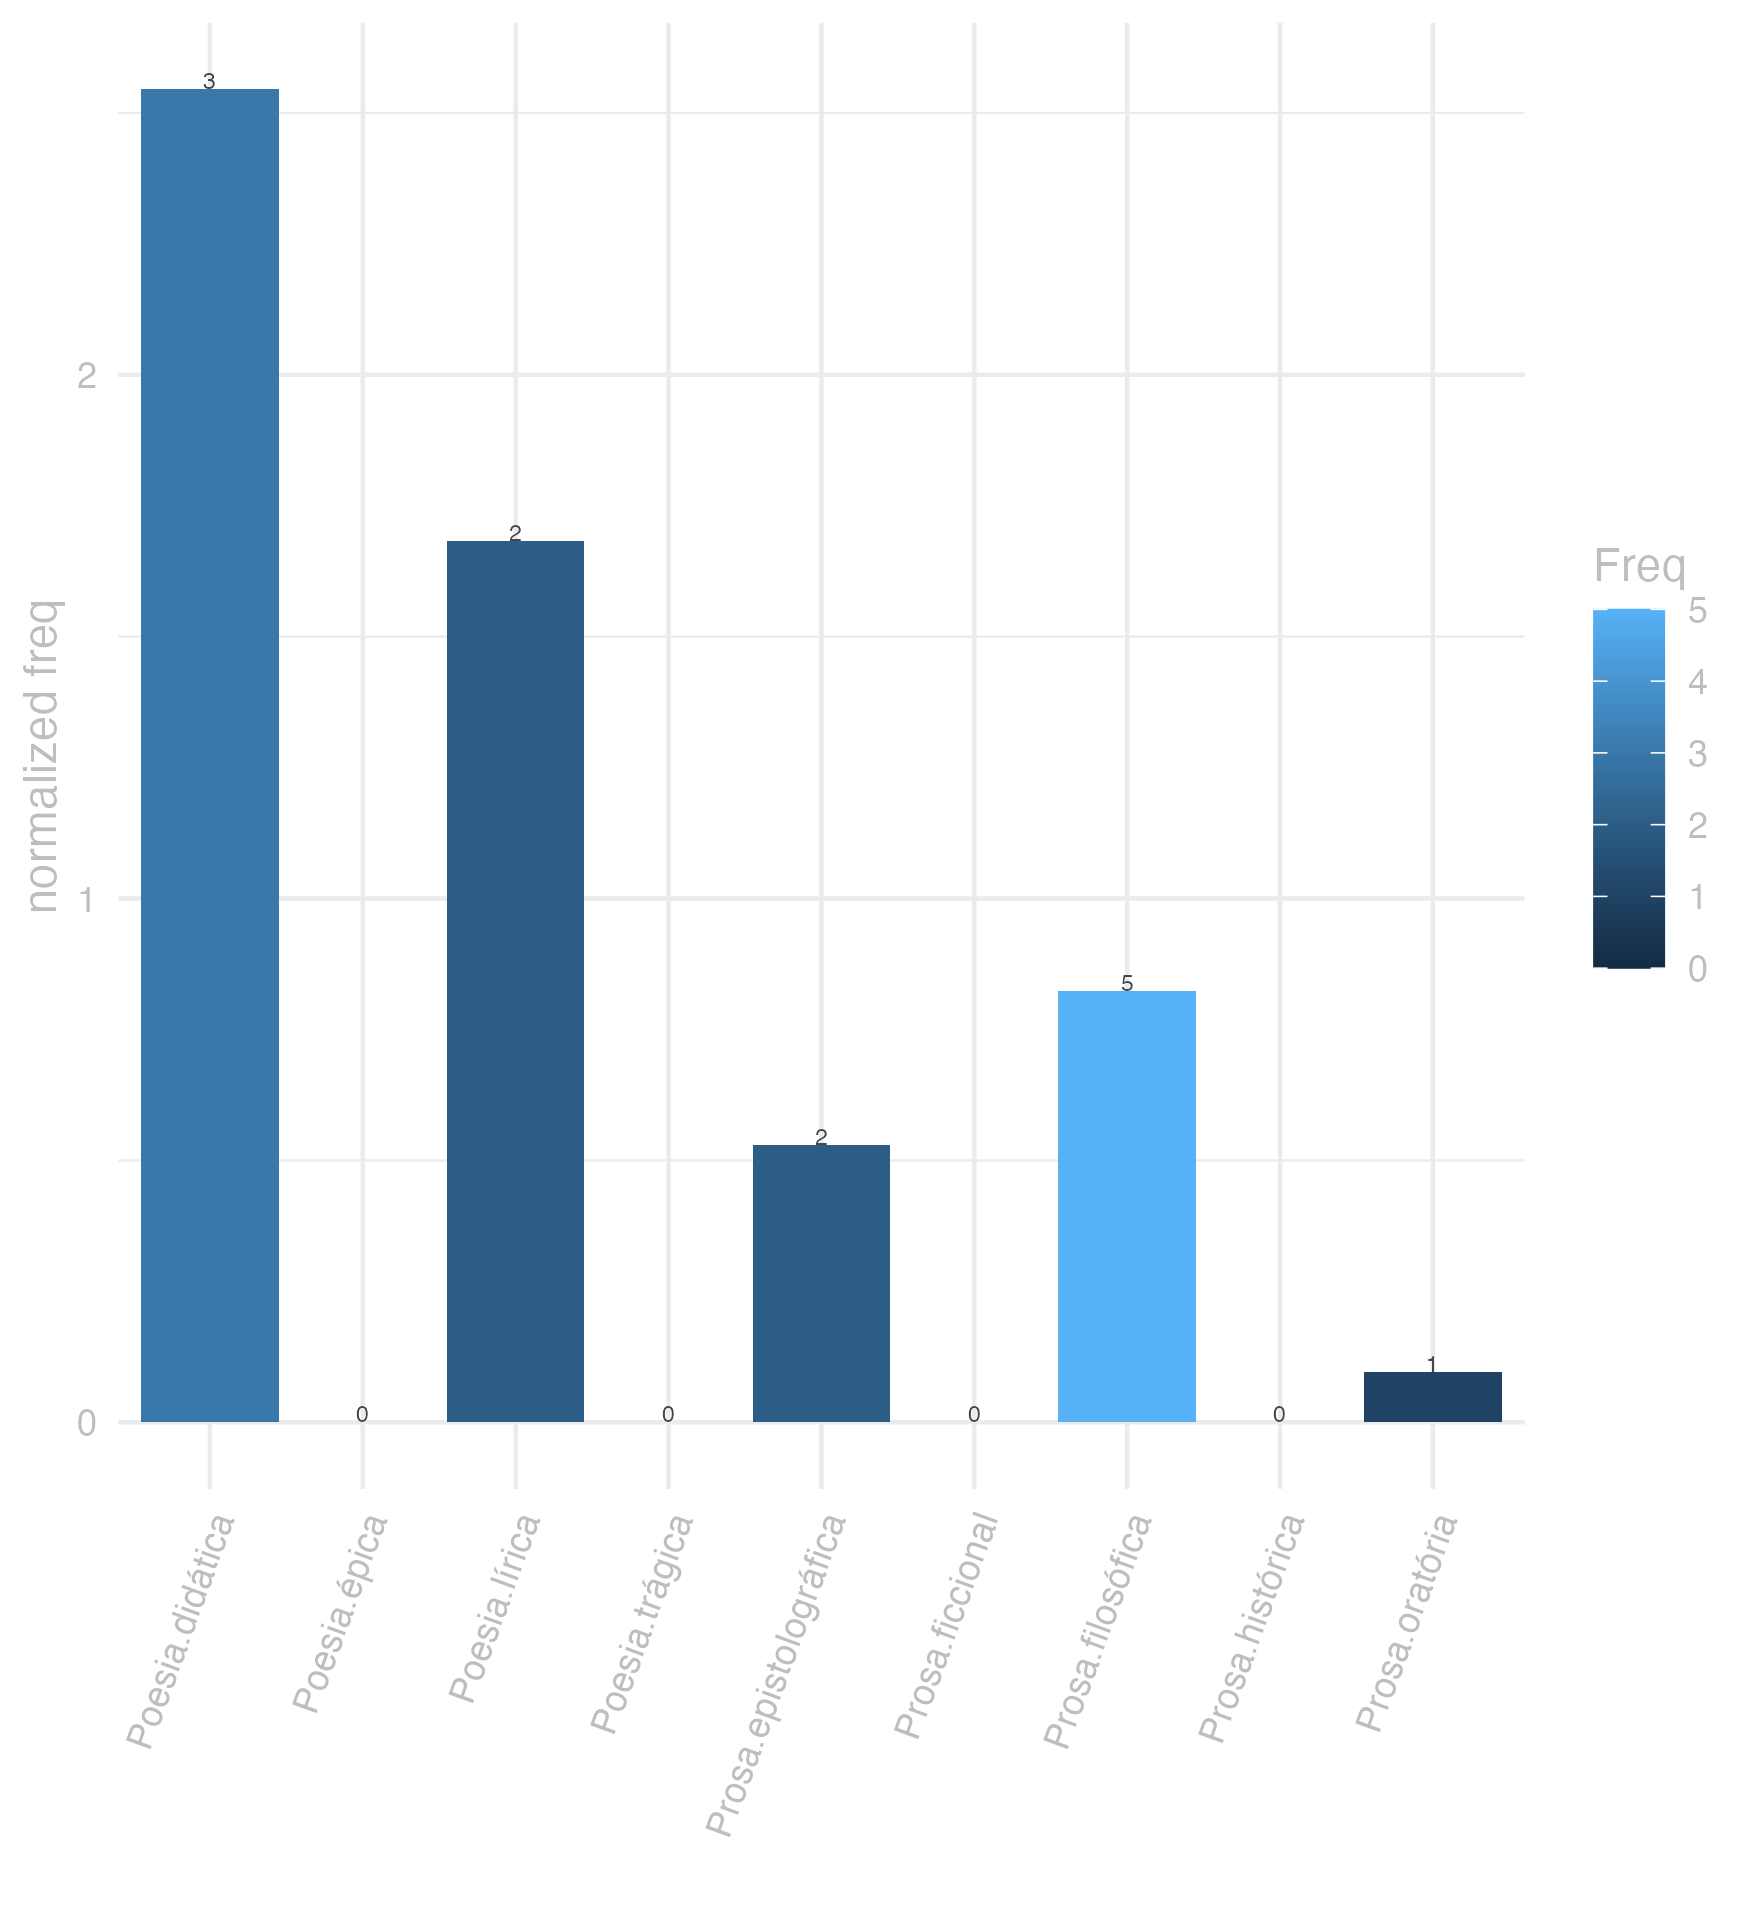 3
2
2
5
1
0
0
0
0
2
1
0
normalized freq
Poesia.didática
Poesia.épica
Poesia.lírica
Poesia.trágica
Prosa.epistolográfica
Prosa.ficcional
Prosa.filosófica
Prosa.histórica
Prosa.oratória
Freq
5
4
3
2
1
0